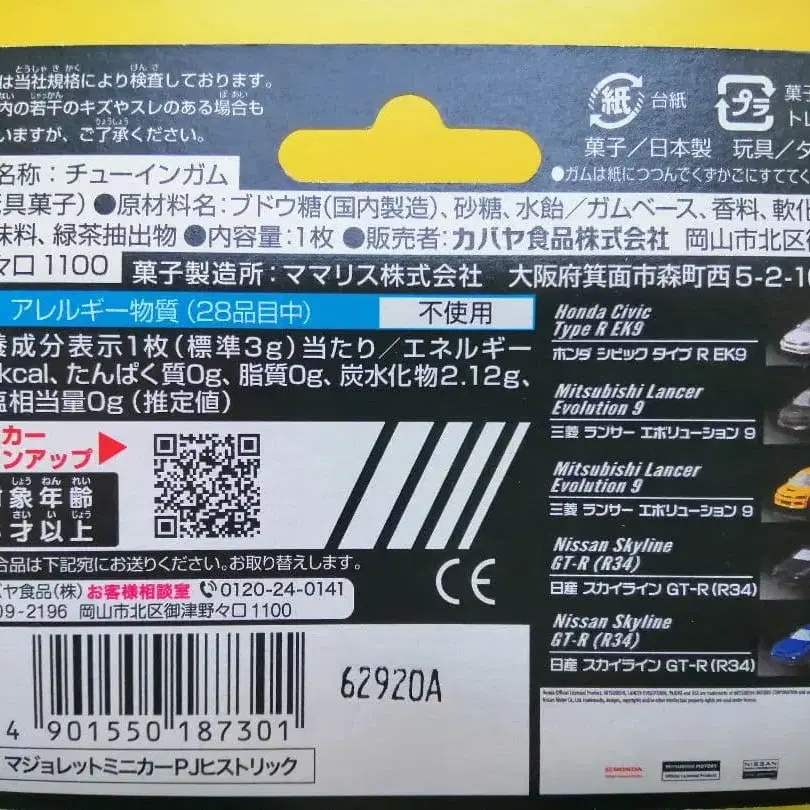 は当社規格により検査しております。
内の若干のキズやスレのある場合も
いますが、ご了承ください。
紙 台紙
プラ
菓子/日本製 玩具/
●ガムは紙につつんでくずかごにすててく
名称:チューインガム
玩具菓子)●原材料名:ブドウ糖(国内製造)、砂糖、水飴/ガムベース、香料、軟化
味料、緑茶抽出物●内容量:1枚●販売者:カバヤ食品株式会社 岡山市北区
々口1100 菓子製造所:ママリス株式会社 大阪府箕面市森町西5-2-1
アレルギー物質(28品目中) 不使用
養成分表示1枚(標準3g)当たり/エネルギー
kcal、たんぱく質0g、脂質0g、炭水化物2.12g、
塩相当量0g(推定値)
カー
ンアップ
対象年齢
才以上
合品は下記宛にお送りください。お取り替えします。
バヤ食品(株)お客様相談室 0120-24-0141
09-2196 岡山市北区御津野々口1100
CE
62920A
4 901550 187301
マジョレットミニカーPJヒストリック
Honda Civic
Type R EK9
ホンダ シビック タイプ R EK9
Mitsubishi Lancer
Evolution 9
三菱 ランサー エボリューション 9
Mitsubishi Lancer
Evolution 9
三菱 ランサー エボリューション 9
Nissan Skyline
GT-R (R34)
日産 スカイライン GT-R (R34)
Nissan Skyline
GT-R (R34)
日産 スカイライン GT-R (R34)
HONDA
MITSUBISHI MOTORS
Official Licensed Product
NISSAN